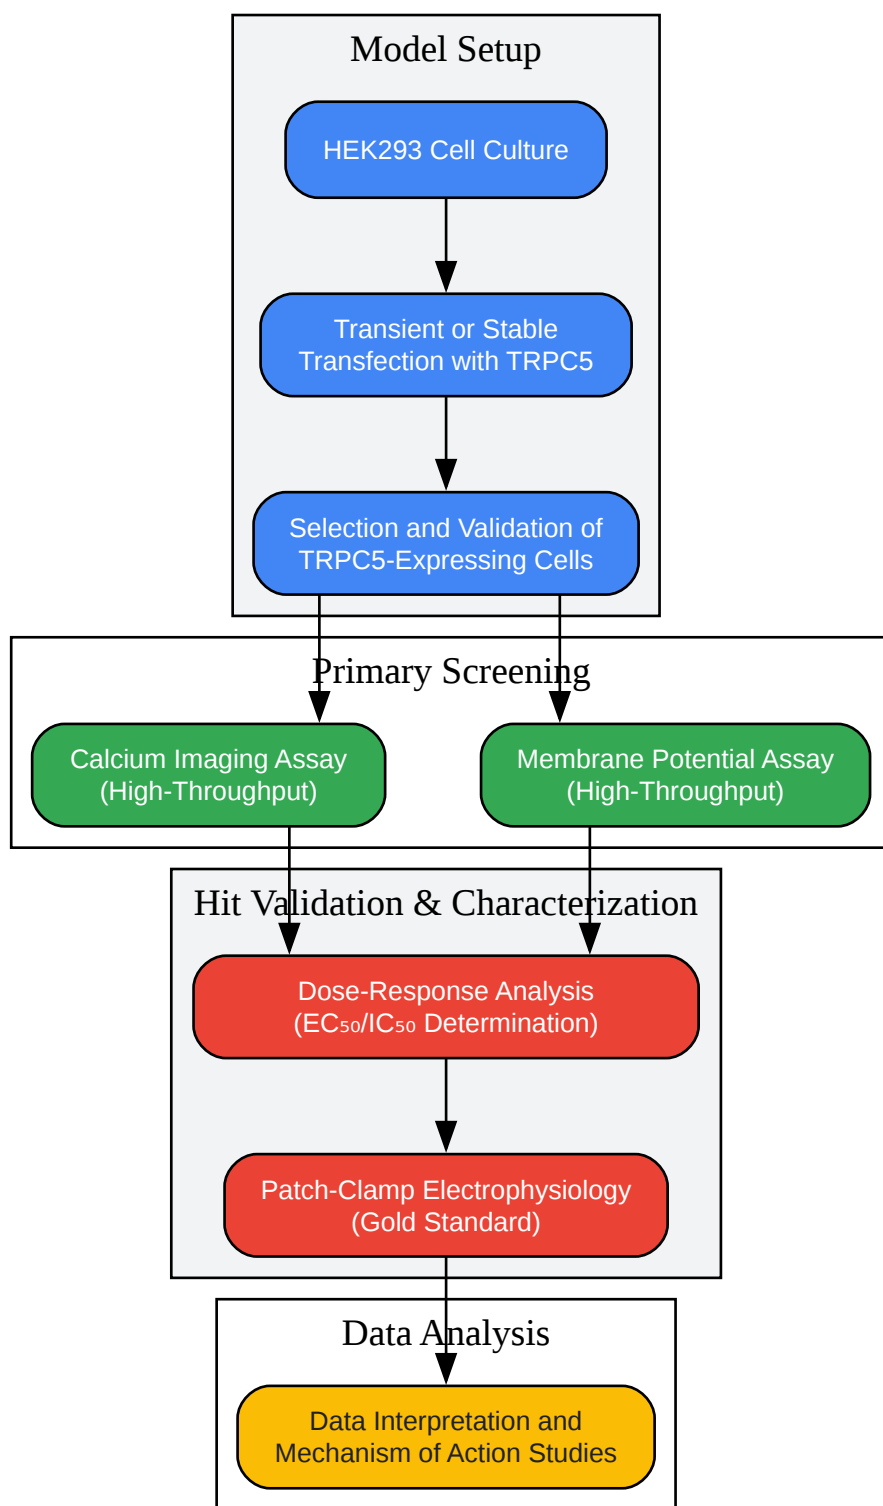 Model Setup
HEK293 Cell Culture
Transient or Stable
Transfection with TRPC5
Selection and Validation of
TRPC5-Expressing Cells
Primary Screening
Calcium Imaging Assay
(High-Throughput)
Membrane Potential Assay
(High-Throughput)
Hit Validation & Characterization
Dose-Response Analysis
(EC₅₀/IC₅₀ Determination)
Patch-Clamp Electrophysiology
(Gold Standard)
Data Analysis
Data Interpretation and
Mechanism of Action Studies